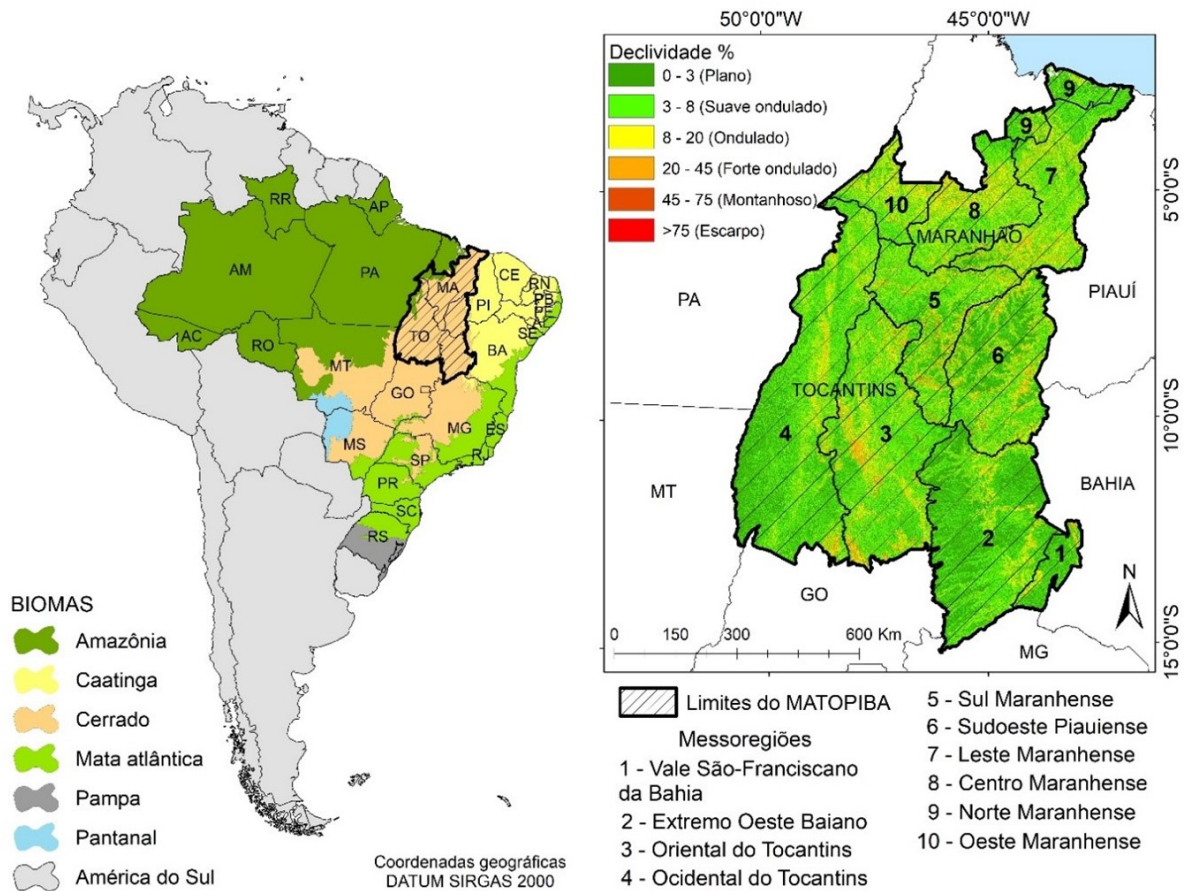 RR
AP
AM
PA
MA
CE
RN
PB
PE
AL
SE
PI
TO
AC
RO
BA
MT
GO
MG
ES
MS
SP
RJ
PR
SC
RS
BIOMAS
Amazônia
Caatinga
Cerrado
Mata atlântica
Pampa
Pantanal
América do Sul
Coordenadas geográficas
DATUM SIRGAS 2000
50°0'0"W
45°0'0"W
Declividade %
0 - 3 (Plano)
3 - 8 (Suave ondulado)
8 - 20 (Ondulado)
20 - 45 (Forte ondulado)
45 - 75 (Montanhoso)
>75 (Escarpo)
9
9
7
10
8
MARANHÃO
5°0'0"S
PA
PIAUÍ
5
6
TOCANTINS
4
3
10°0'0"S
MT
BAHIA
2
1
GO
N
0 150 300 600 Km
MG
15°0'0"S
Limites do MATOPIBA
Messoregiões
1 - Vale São-Franciscano
da Bahia
2 - Extremo Oeste Baiano
3 - Oriental do Tocantins
4 - Ocidental do Tocantins
5 - Sul Maranhense
6 - Sudoeste Piauiense
7 - Leste Maranhense
8 - Centro Maranhense
9 - Norte Maranhense
10 - Oeste Maranhense